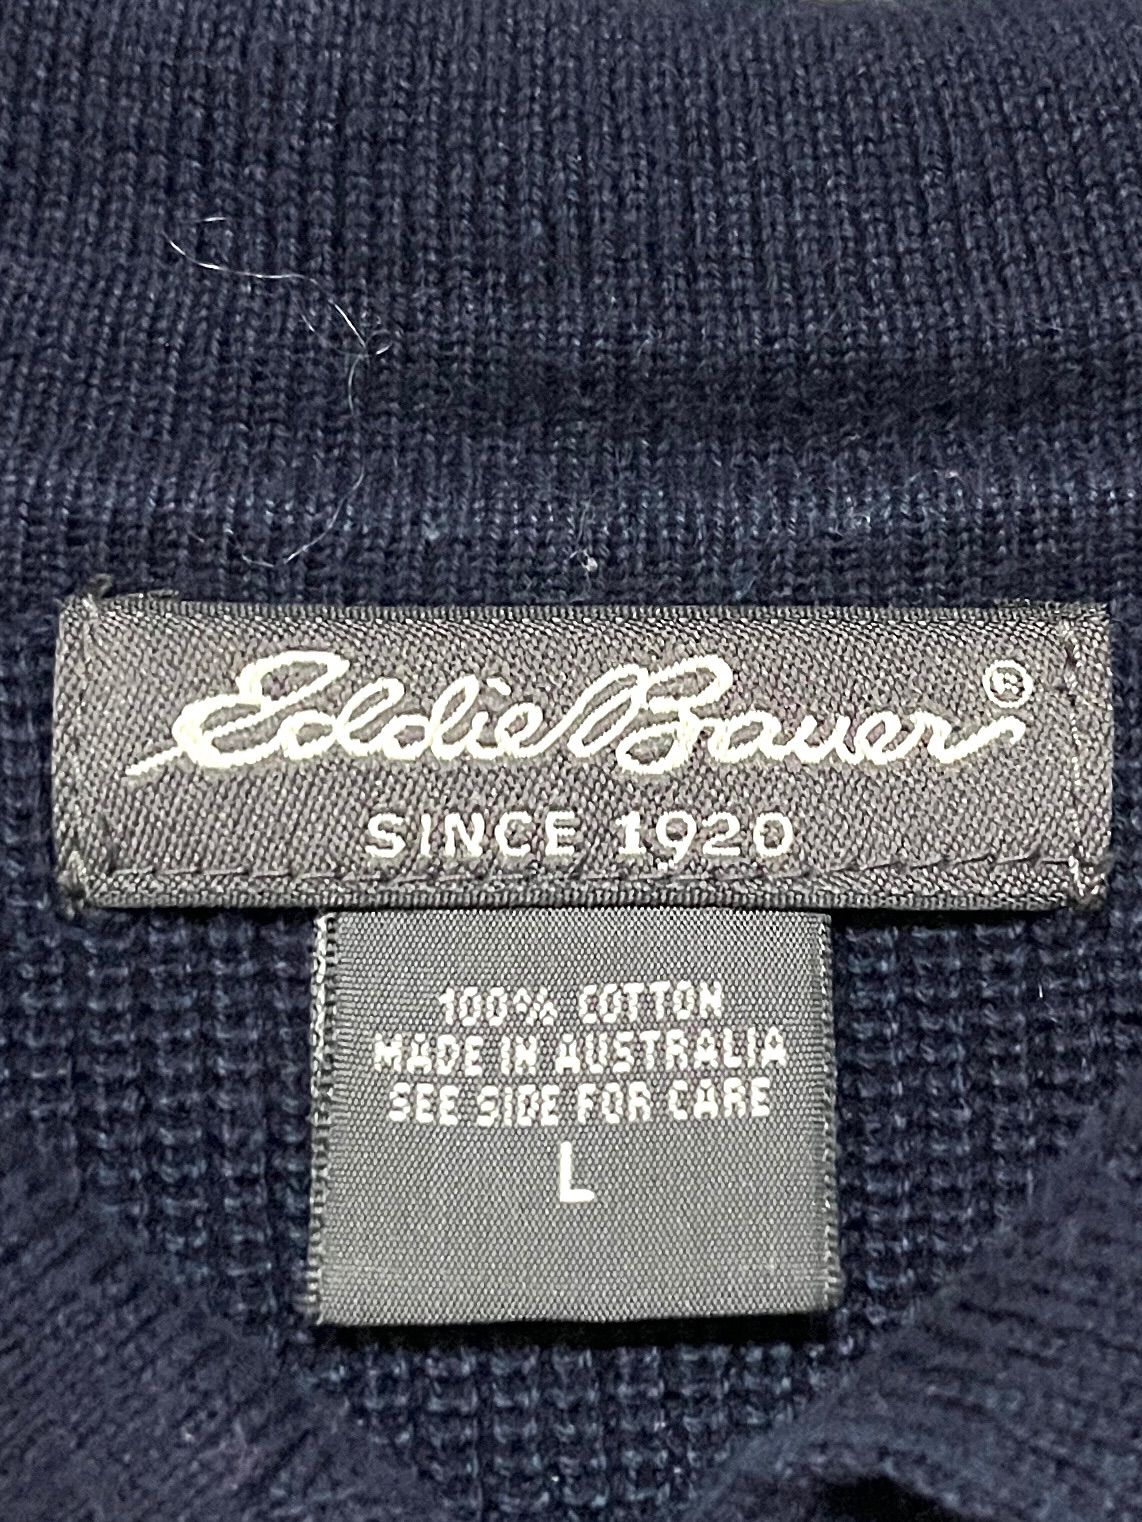 Eddie Bauer®
SINCE 1920
100% COTTON
MADE IN AUSTRALIA
SEE SIDE FOR CARE
L